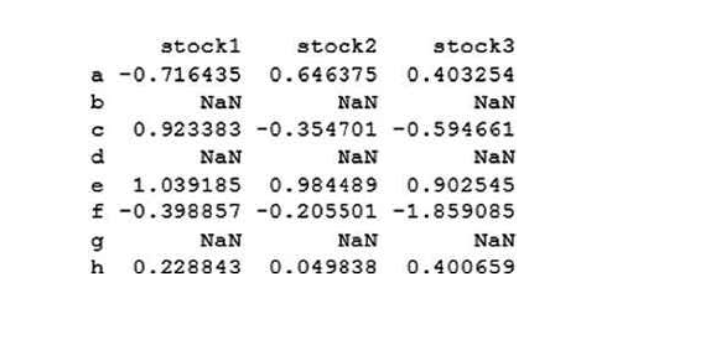 stock1 stock2 stock3
a -0.716435 0.646375 0.403254
b NaN NaN NaN
c 0.923383 -0.354701 -0.594661
d NaN NaN NaN
e 1.039185 0.984489 0.902545
f -0.398857 -0.205501 -1.859085
g NaN NaN NaN
h 0.228843 0.049838 0.400659